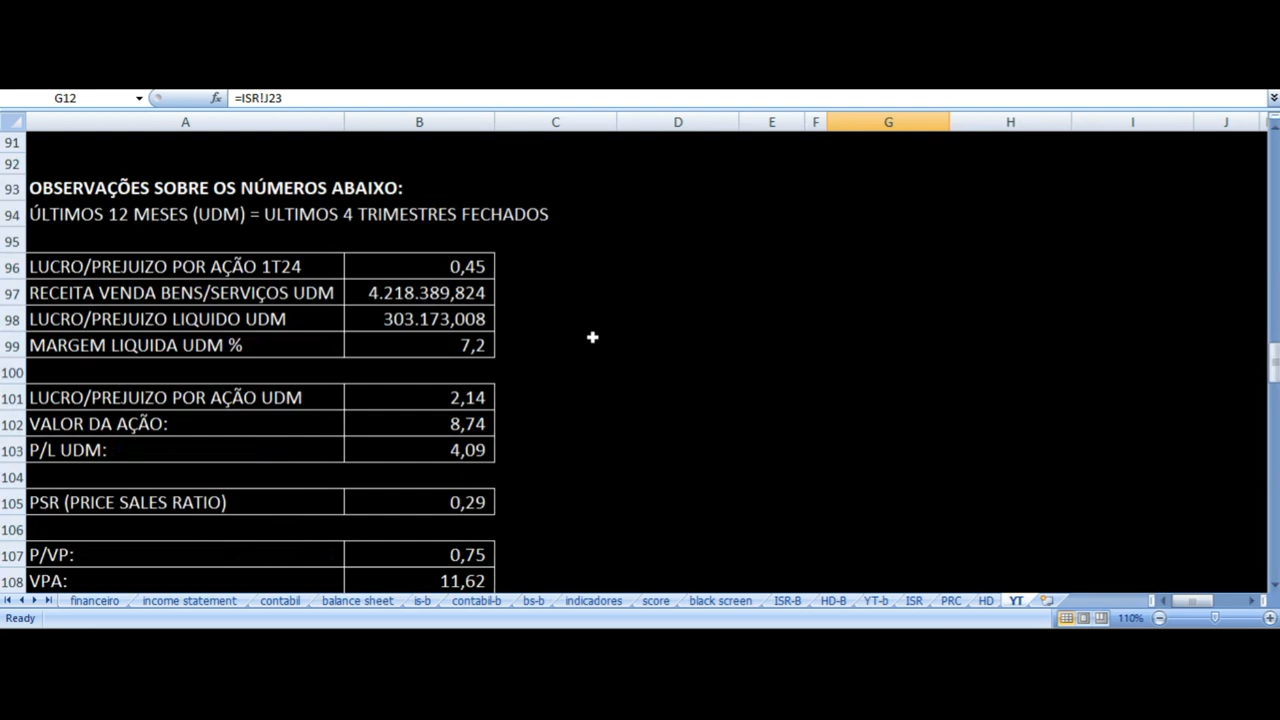 G12 fx =ISR!J23
A B C D E F G H I J
91
92
93 OBSERVAÇÕES SOBRE OS NÚMEROS ABAIXO:
94 ÚLTIMOS 12 MESES (UDM) = ULTIMOS 4 TRIMESTRES FECHADOS
95
96 LUCRO/PREJUIZO POR AÇÃO 1T24 0,45
97 RECEITA VENDA BENS/SERVIÇOS UDM 4.218.389,824
98 LUCRO/PREJUIZO LIQUIDO UDM 303.173,008
99 MARGEM LIQUIDA UDM % 7,2
100
101 LUCRO/PREJUIZO POR AÇÃO UDM 2,14
102 VALOR DA AÇÃO: 8,74
103 P/L UDM: 4,09
104
105 PSR (PRICE SALES RATIO) 0,29
106
107 P/VP: 0,75
108 VPA: 11,62
financeiro income statement contabil balance sheet is-b contabil-b bs-b indicadores score black screen ISR-B HD-B YT-b ISR PRC HD YT
Ready 110%